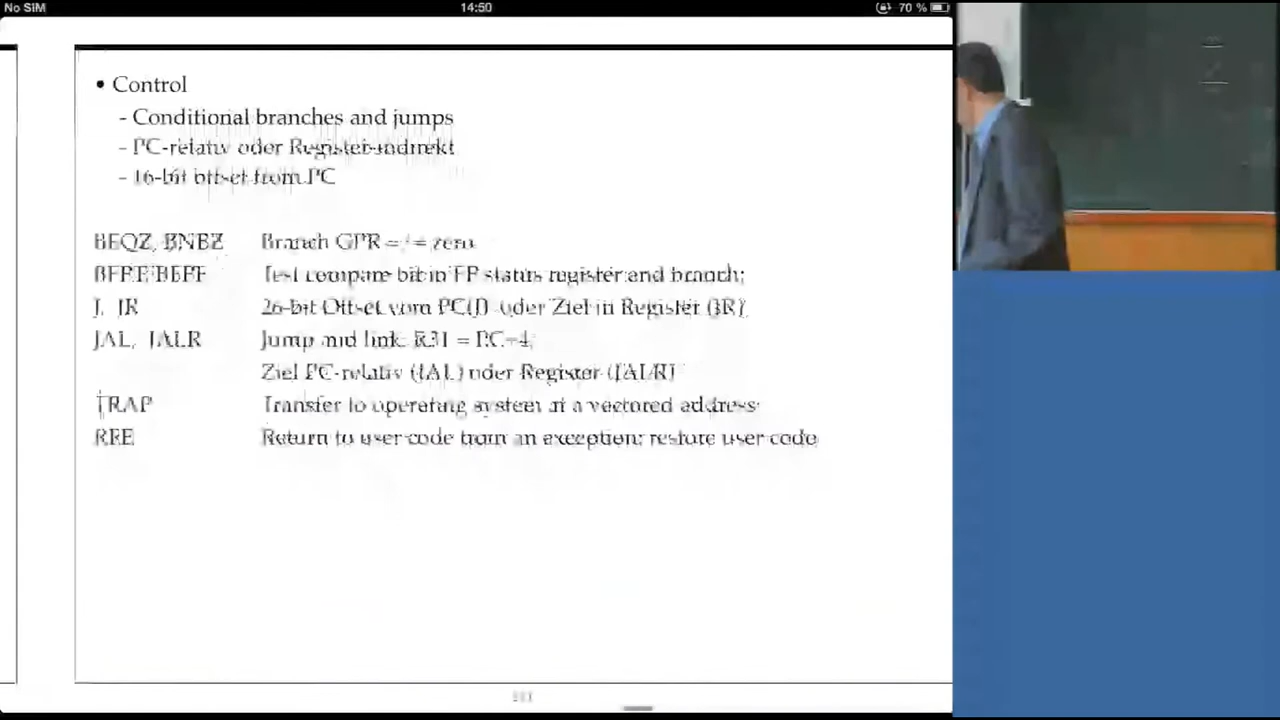 No SIM 14:50 70 %
• Control
- Conditional branches and jumps
- PC-relativ oder Register-indirekt
- 16-bit offset from PC
BEQZ, BNEZ Branch GPR = / ≠ zero
Test compare bit in FP status register and branch;
J, JR 26-bit Offset vom PC(J) oder Ziel in Register (JR)
JAL, JALR Jump and link: R31 = PC+4,
Ziel PC-relativ (JAL) oder Register (JALR)
TRAP Transfer to operating system at a vectored address
RFE Return to user code from an exception; restore user code